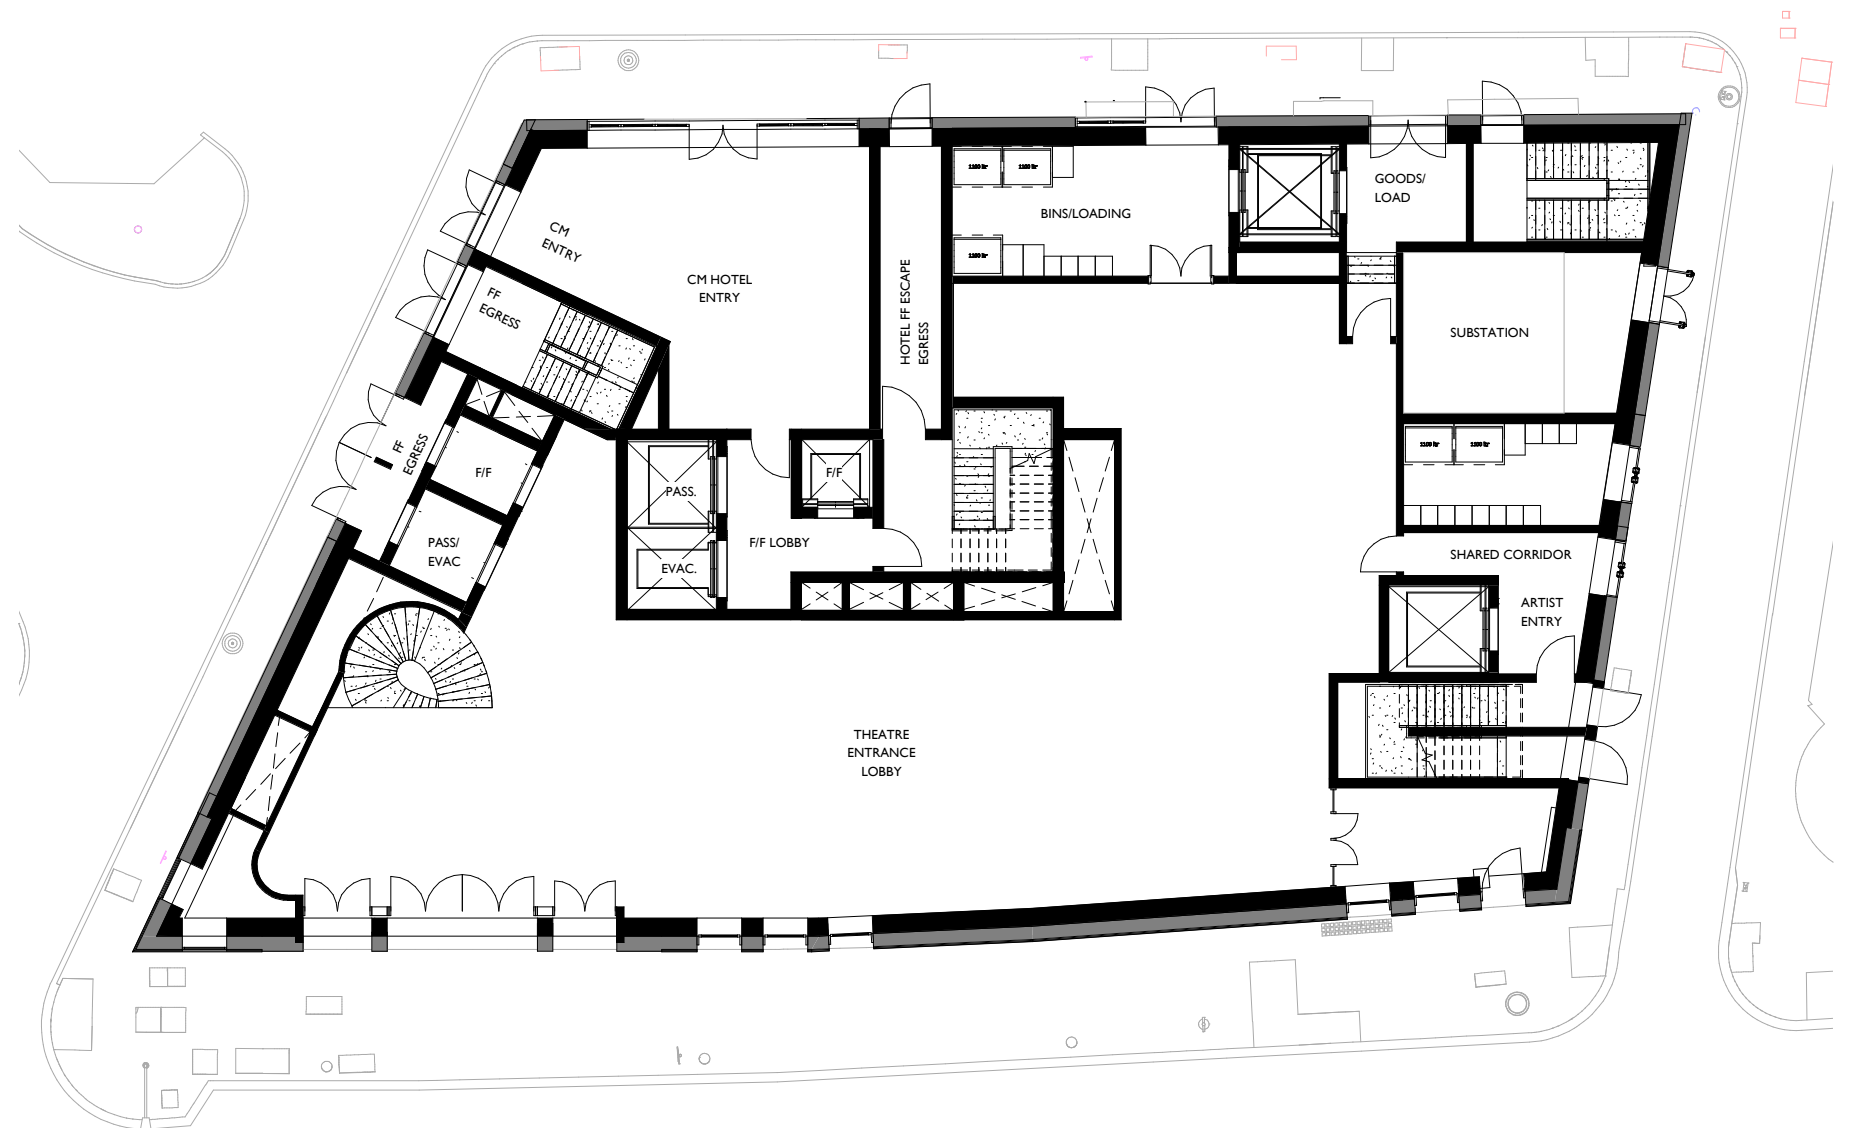 GOODS/
LOAD
BINS/LOADING
CM
ENTRY
CM HOTEL
ENTRY
HOTEL FF ESCAPE
EGRESS
FF
EGRESS
SUBSTATION
FF
EGRESS
F/F
F/F
PASS.
PASS/
EVAC
F/F LOBBY
EVAC.
SHARED CORRIDOR
ARTIST
ENTRY
THEATRE
ENTRANCE
LOBBY